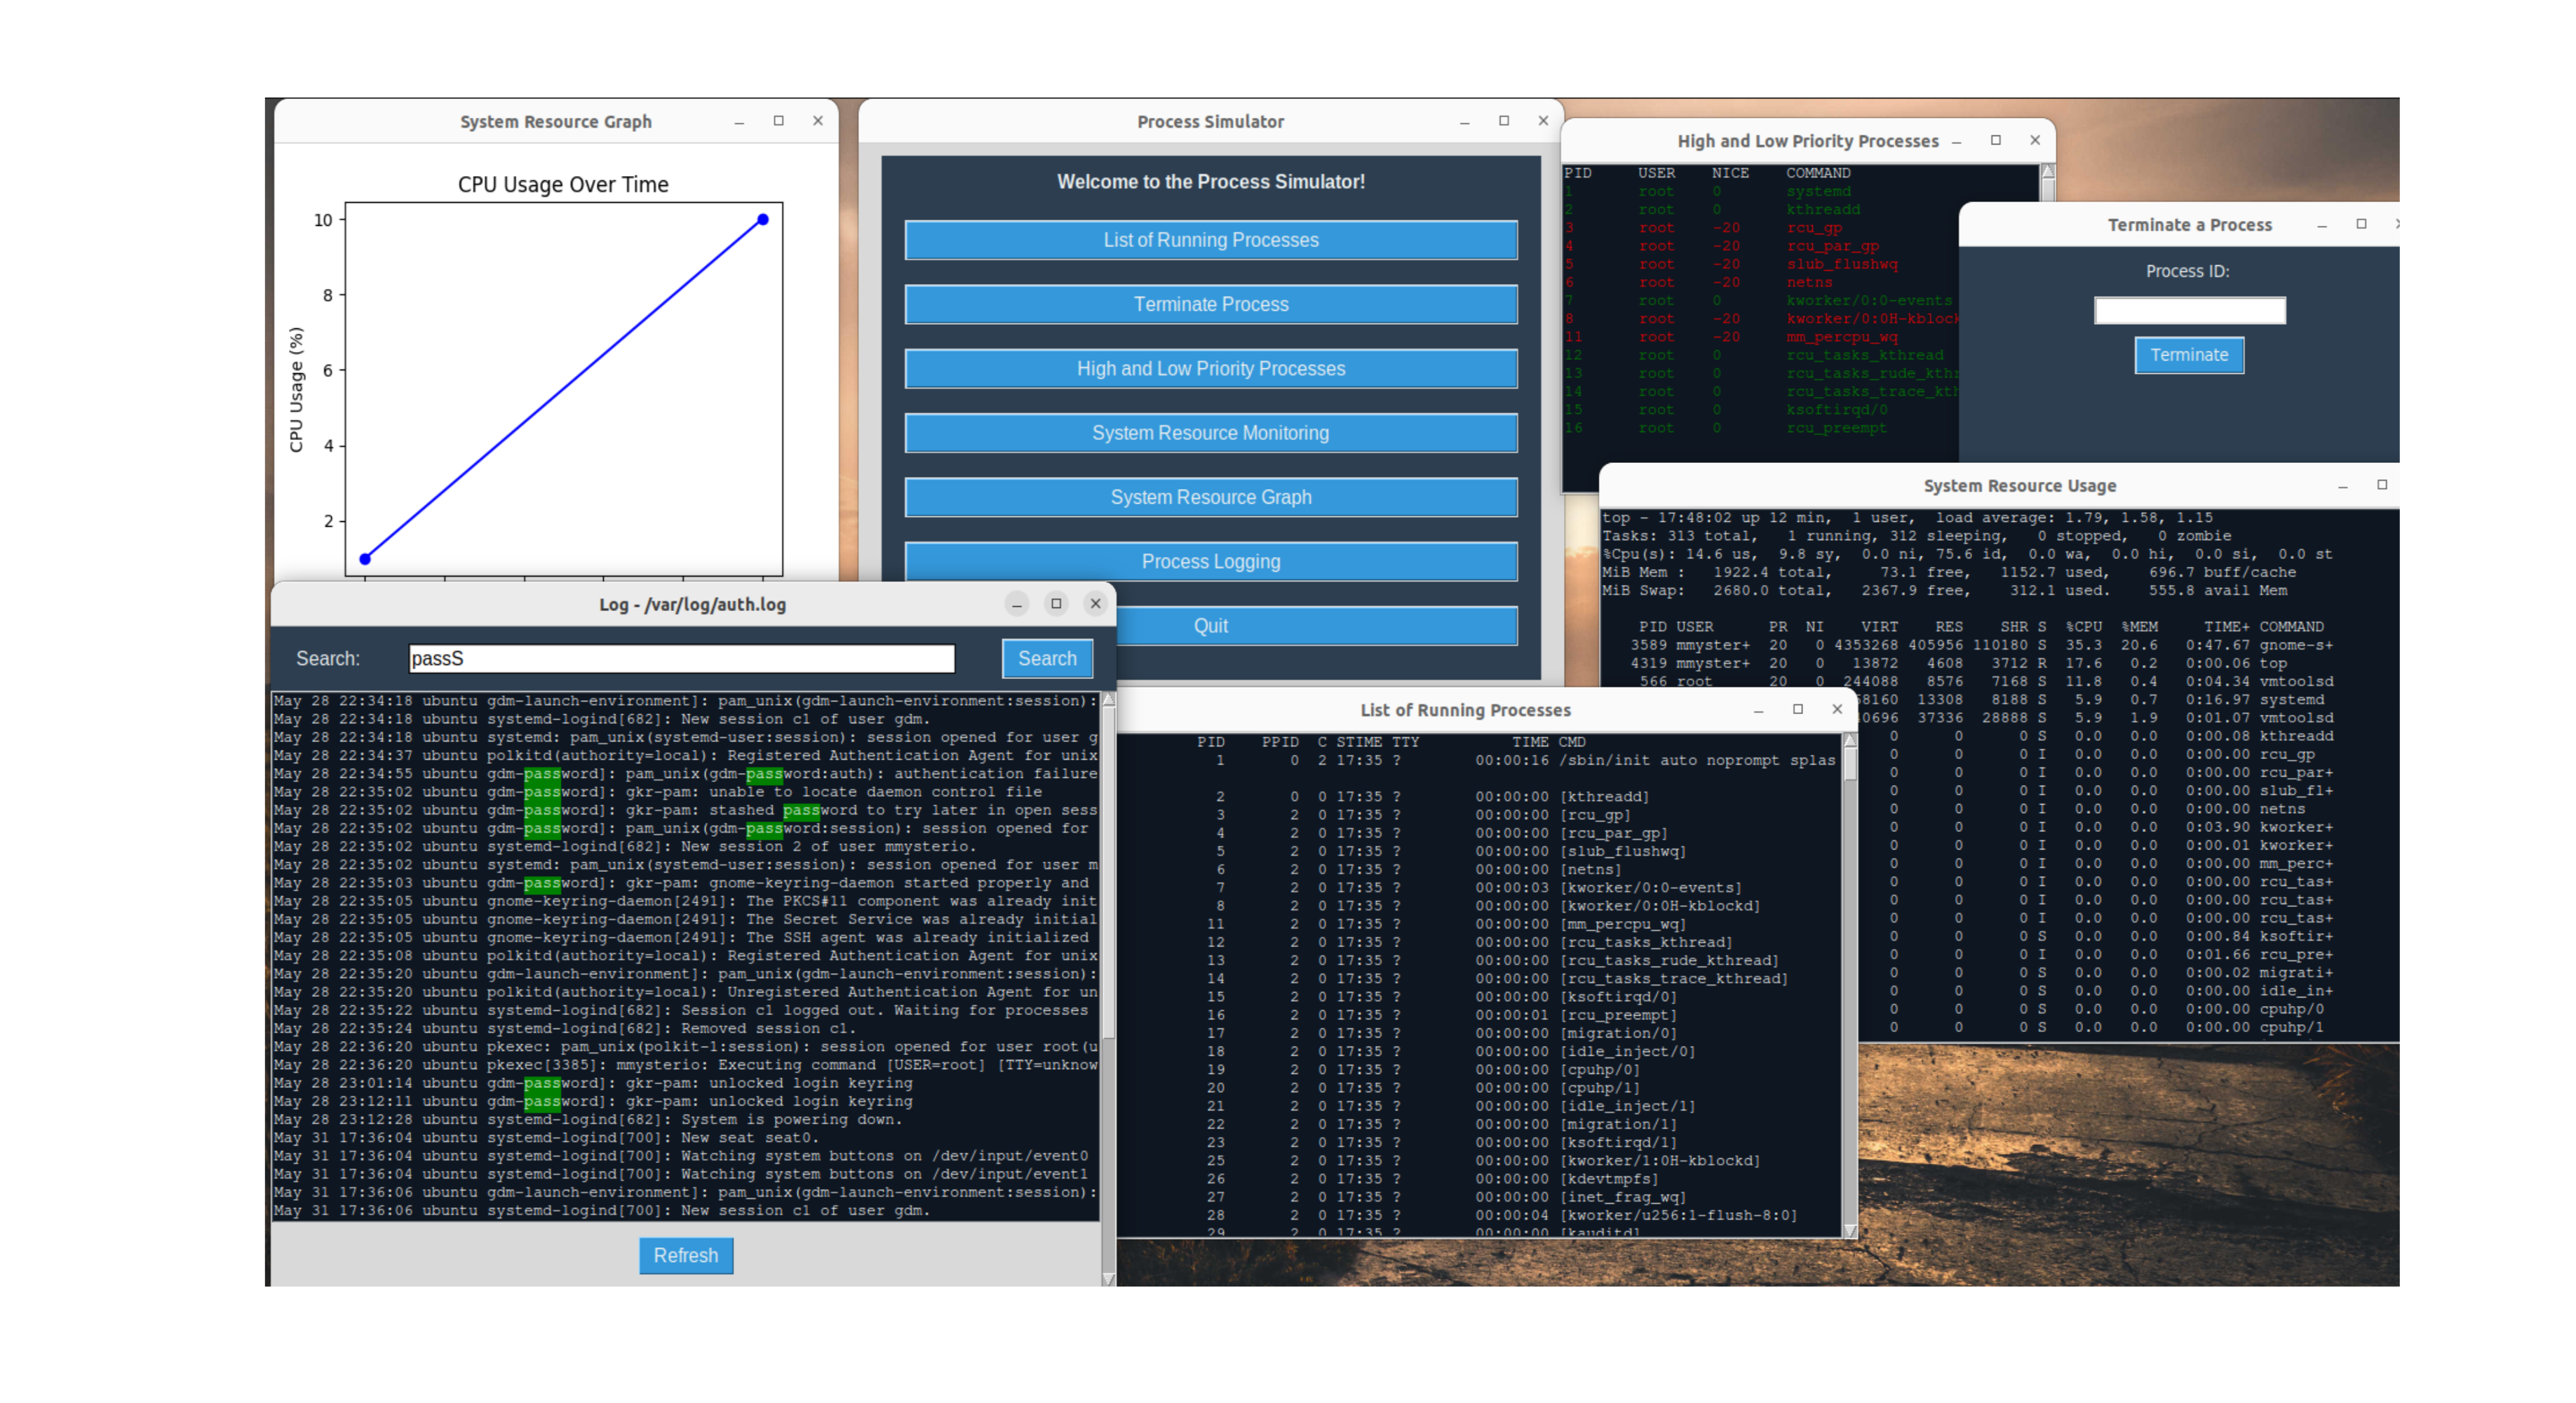 System Resource Graph
CPU Usage Over Time
10
8
6
4
2
CPU Usage (%)
Process Simulator
Welcome to the Process Simulator!
List of Running Processes
Terminate Process
High and Low Priority Processes
System Resource Monitoring
System Resource Graph
Process Logging
Quit
High and Low Priority Processes
PID USER NICE COMMAND
1 root 0 systemd
2 root 0 kthreadd
3 root -20 rcu_gp
4 root -20 rcu_par_gp
5 root -20 slub_flushwq
6 root -20 netns
7 root 0 kworker/0:0-events
8 root -20 kworker/0:0H-kblock
11 root -20 mm_percpu_wq
12 root 0 rcu_tasks_kthread
13 root 0 rcu_tasks_rude_kth
14 root 0 rcu_tasks_trace_kth
15 root 0 ksoftirqd/0
16 root 0 rcu_preempt
Terminate a Process
Process ID:
Terminate
System Resource Usage
top - 17:48:02 up 12 min, 1 user, load average: 1.79, 1.58, 1.15
Tasks: 313 total, 1 running, 312 sleeping, 0 stopped, 0 zombie
%Cpu(s): 14.6 us, 9.8 sy, 0.0 ni, 75.6 id, 0.0 wa, 0.0 hi, 0.0 si, 0.0 st
MiB Mem : 1922.4 total, 73.1 free, 1152.7 used, 696.7 buff/cache
MiB Swap: 2680.0 total, 2367.9 free, 312.1 used. 555.8 avail Mem
PID USER PR NI VIRT RES SHR S %CPU %MEM TIME+ COMMAND
3589 mmyster+ 20 0 4353268 405956 110180 S 35.3 20.6 0:47.67 gnome-s+
4319 mmyster+ 20 0 13872 4608 3712 R 17.6 0.2 0:00.06 top
566 root 20 0 244088 8576 7168 S 11.8 0.4 0:04.34 vmtoolsd
68160 13308 8188 S 5.9 0.7 0:16.97 systemd
0696 37336 28888 S 5.9 1.9 0:01.07 vmtoolsd
0 0 0 S 0.0 0.0 0:00.08 kthreadd
0 0 0 I 0.0 0.0 0:00.00 rcu_gp
0 0 0 I 0.0 0.0 0:00.00 rcu_par+
0 0 0 I 0.0 0.0 0:00.00 slub_fl+
0 0 0 I 0.0 0.0 0:00.00 netns
0 0 0 I 0.0 0.0 0:03.90 kworker+
0 0 0 I 0.0 0.0 0:00.01 kworker+
0 0 0 I 0.0 0.0 0:00.00 mm_perc+
0 0 0 I 0.0 0.0 0:00.00 rcu_tas+
0 0 0 I 0.0 0.0 0:00.00 rcu_tas+
0 0 0 I 0.0 0.0 0:00.00 rcu_tas+
0 0 0 S 0.0 0.0 0:00.84 ksoftir+
0 0 0 I 0.0 0.0 0:01.66 rcu_pre+
0 0 0 S 0.0 0.0 0:00.02 migrati+
0 0 0 S 0.0 0.0 0:00.00 idle_in+
0 0 0 S 0.0 0.0 0:00.00 cpuhp/0
0 0 0 S 0.0 0.0 0:00.00 cpuhp/1
Log - /var/log/auth.log
Search: passS Search
May 28 22:34:18 ubuntu gdm-launch-environment]: pam_unix(gdm-launch-environment:session):
May 28 22:34:18 ubuntu systemd-logind[682]: New session c1 of user gdm.
May 28 22:34:18 ubuntu systemd: pam_unix(systemd-user:session): session opened for user g
May 28 22:34:37 ubuntu polkitd(authority=local): Registered Authentication Agent for unix
May 28 22:34:55 ubuntu gdm-password]: pam_unix(gdm-password:auth): authentication failure
May 28 22:35:02 ubuntu gdm-password]: gkr-pam: unable to locate daemon control file
May 28 22:35:02 ubuntu gdm-password]: gkr-pam: stashed password to try later in open sess
May 28 22:35:02 ubuntu gdm-password]: pam_unix(gdm-password:session): session opened for
May 28 22:35:02 ubuntu systemd-logind[682]: New session 2 of user mmysterio.
May 28 22:35:02 ubuntu systemd: pam_unix(systemd-user:session): session opened for user m
May 28 22:35:03 ubuntu gdm-password]: gkr-pam: gnome-keyring-daemon started properly and
May 28 22:35:05 ubuntu gnome-keyring-daemon[2491]: The PKCS#11 component was already init
May 28 22:35:05 ubuntu gnome-keyring-daemon[2491]: The Secret Service was already initial
May 28 22:35:05 ubuntu gnome-keyring-daemon[2491]: The SSH agent was already initialized
May 28 22:35:08 ubuntu polkitd(authority=local): Registered Authentication Agent for unix
May 28 22:35:20 ubuntu gdm-launch-environment]: pam_unix(gdm-launch-environment:session):
May 28 22:35:20 ubuntu polkitd(authority=local): Unregistered Authentication Agent for un
May 28 22:35:22 ubuntu systemd-logind[682]: Session c1 logged out. Waiting for processes
May 28 22:35:24 ubuntu systemd-logind[682]: Removed session c1.
May 28 22:36:20 ubuntu pkexec: pam_unix(polkit-1:session): session opened for user root(u
May 28 22:36:20 ubuntu pkexec[3385]: mmysterio: Executing command [USER=root] [TTY=unknow
May 28 23:01:14 ubuntu gdm-password]: gkr-pam: unlocked login keyring
May 28 23:12:11 ubuntu gdm-password]: gkr-pam: unlocked login keyring
May 28 23:12:28 ubuntu systemd-logind[682]: System is powering down.
May 31 17:36:04 ubuntu systemd-logind[700]: New seat seat0.
May 31 17:36:04 ubuntu systemd-logind[700]: Watching system buttons on /dev/input/event0
May 31 17:36:04 ubuntu systemd-logind[700]: Watching system buttons on /dev/input/event1
May 31 17:36:06 ubuntu gdm-launch-environment]: pam_unix(gdm-launch-environment:session):
May 31 17:36:06 ubuntu systemd-logind[700]: New session c1 of user gdm.
Refresh
List of Running Processes
PID PPID C STIME TTY TIME CMD
1 0 2 17:35 ? 00:00:16 /sbin/init auto noprompt splas
2 0 0 17:35 ? 00:00:00 [kthreadd]
3 2 0 17:35 ? 00:00:00 [rcu_gp]
4 2 0 17:35 ? 00:00:00 [rcu_par_gp]
5 2 0 17:35 ? 00:00:00 [slub_flushwq]
6 2 0 17:35 ? 00:00:00 [netns]
7 2 0 17:35 ? 00:00:03 [kworker/0:0-events]
8 2 0 17:35 ? 00:00:00 [kworker/0:0H-kblockd]
11 2 0 17:35 ? 00:00:00 [mm_percpu_wq]
12 2 0 17:35 ? 00:00:00 [rcu_tasks_kthread]
13 2 0 17:35 ? 00:00:00 [rcu_tasks_rude_kthread]
14 2 0 17:35 ? 00:00:00 [rcu_tasks_trace_kthread]
15 2 0 17:35 ? 00:00:00 [ksoftirqd/0]
16 2 0 17:35 ? 00:00:01 [rcu_preempt]
17 2 0 17:35 ? 00:00:00 [migration/0]
18 2 0 17:35 ? 00:00:00 [idle_inject/0]
19 2 0 17:35 ? 00:00:00 [cpuhp/0]
20 2 0 17:35 ? 00:00:00 [cpuhp/1]
21 2 0 17:35 ? 00:00:00 [idle_inject/1]
22 2 0 17:35 ? 00:00:00 [migration/1]
23 2 0 17:35 ? 00:00:00 [ksoftirqd/1]
25 2 0 17:35 ? 00:00:00 [kworker/1:0H-kblockd]
26 2 0 17:35 ? 00:00:00 [kdevtmpfs]
27 2 0 17:35 ? 00:00:00 [inet_frag_wq]
28 2 0 17:35 ? 00:00:04 [kworker/u256:1-flush-8:0]
29 2 0 17:35 ? 00:00:00 [kauditd]